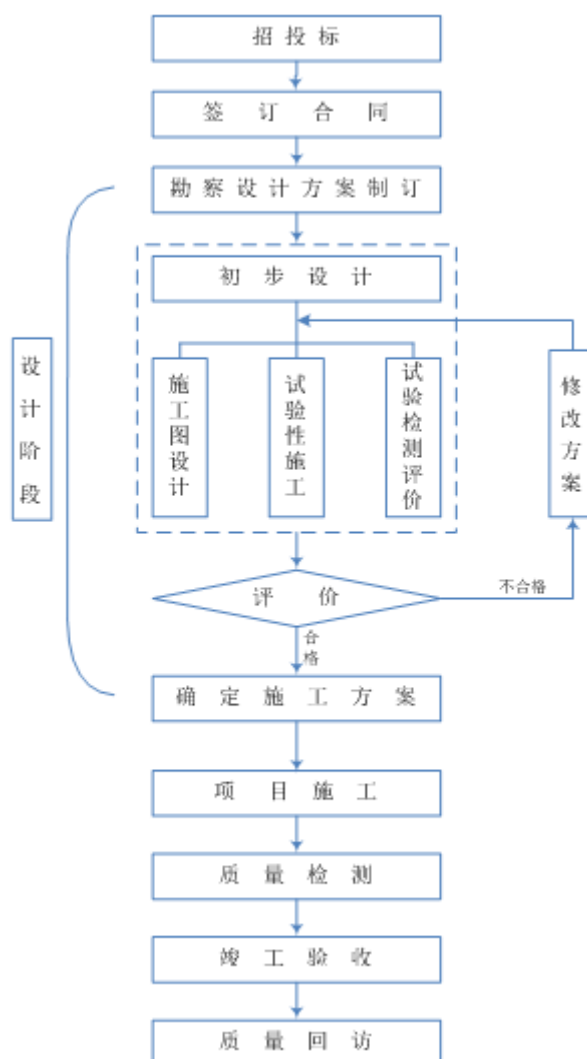 招投标
签订合同
勘察设计方案制订
初步设计
设计阶段
施工图设计
试验性施工
试验检测评价
修改方案
不合格
评价
合格
确定施工方案
项目施工
质量检测
竣工验收
质量回访